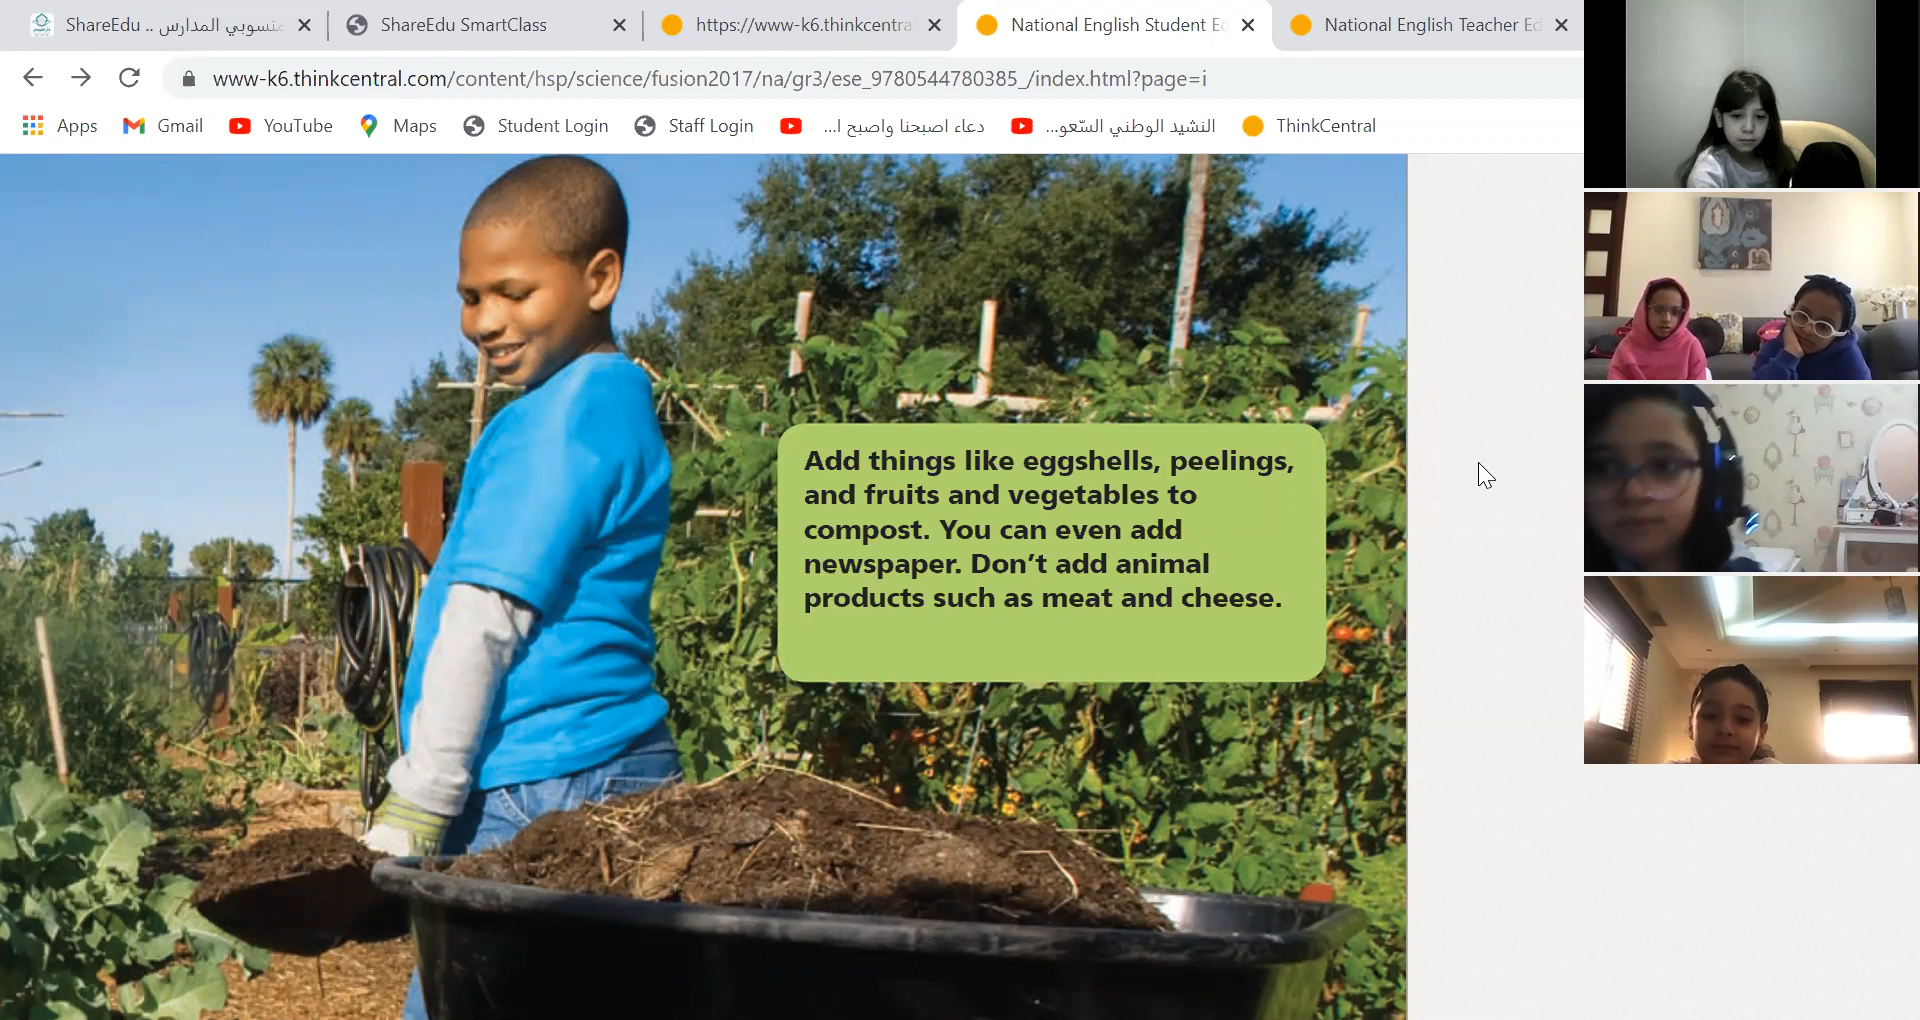 ShareEdu .. منسوبي المدارس
ShareEdu SmartClass
https://www-k6.thinkcentra
National English Student Ed
National English Teacher Ed
www-k6.thinkcentral.com/content/hsp/science/fusion2017/na/gr3/ese_9780544780385_/index.html?page=i
Apps
Gmail
YouTube
Maps
Student Login
Staff Login
دعاء اصبحنا واصبح ا...
النشيد الوطني السّعو...
ThinkCentral
Add things like eggshells, peelings,
and fruits and vegetables to
compost. You can even add
newspaper. Don’t add animal
products such as meat and cheese.